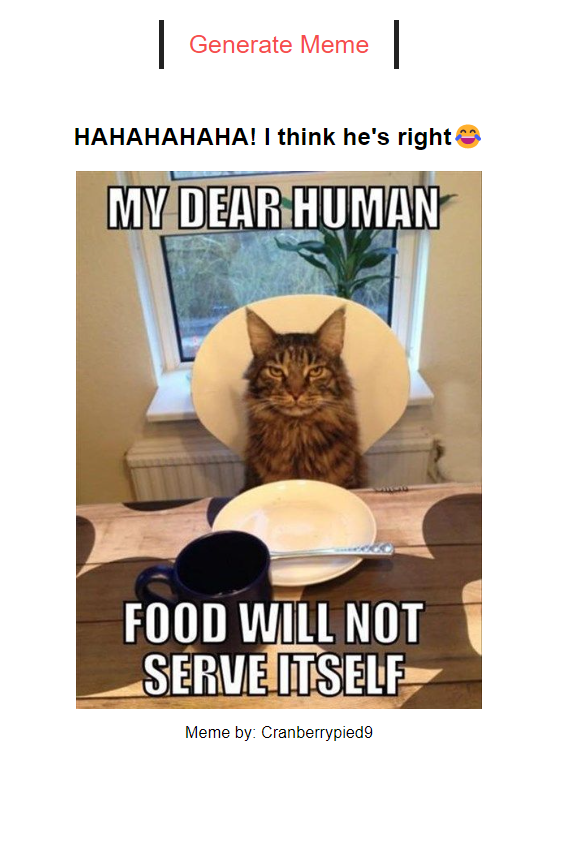 Generate Meme
HAHAHAHAHA! I think he's right😂
MY DEAR HUMAN
FOOD WILL NOT
SERVE ITSELF
Meme by: Cranberrypied9